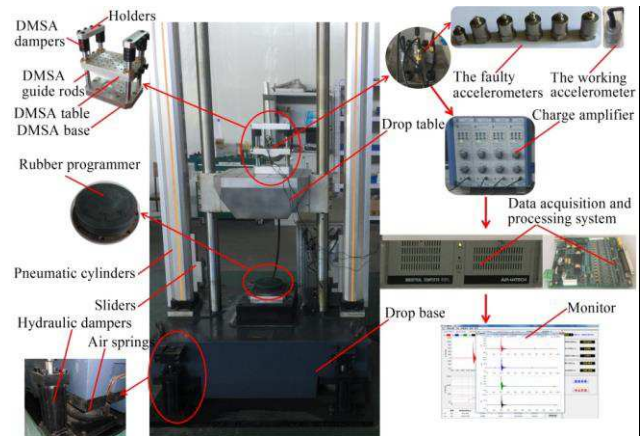 Holders
DMSA
dampers
DMSA
guide rods
DMSA table
DMSA base
Rubber programmer
Pneumatic cylinders
Sliders
Hydraulic dampers
Air springs
The faulty
accelerometers
The working
accelerometer
Charge amplifier
Drop table
Data acquisition and
processing system
Monitor
Drop base